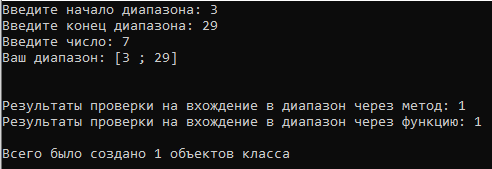 Введите начало диапазона: 3
Введите конец диапазона: 29
Введите число: 7
Ваш диапазон: [3 ; 29]
Результаты проверки на вхождение в диапазон через метод: 1
Результаты проверки на вхождение в диапазон через функцию: 1
Всего было создано 1 объектов класса